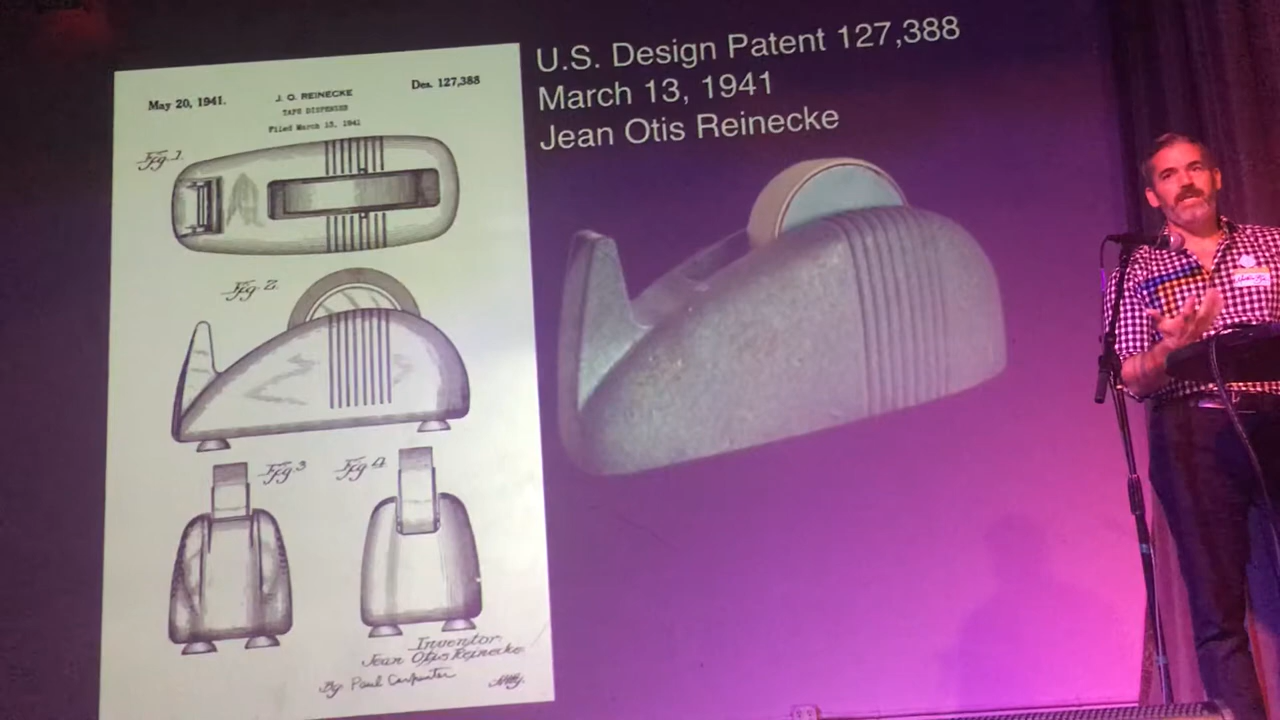 U.S. Design Patent 127,388
March 13, 1941
Jean Otis Reinecke
May 20, 1941.
J. O. REINECKE
Des. 127,388
TAPE DISPENSER
Filed March 13, 1941
Fig. 1.
Fig 2.
Fig 3
Fig 4
Inventor
Jean Otis Reinecke
By Paul Carpenter
Atty.